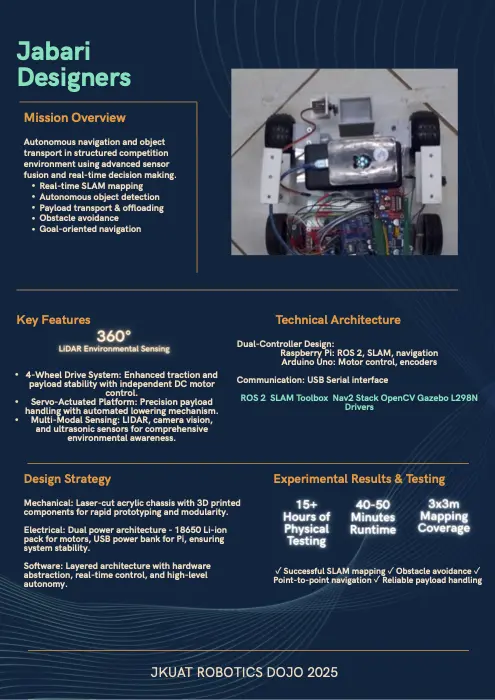 Jabari
Designers
Mission Overview
Autonomous navigation and object
transport in structured competition
environment using advanced sensor
fusion and real-time decision making.
• Real-time SLAM mapping
• Autonomous object detection
• Payload transport & offloading
• Obstacle avoidance
• Goal-oriented navigation
Key Features
360°
LiDAR Environmental Sensing
• 4-Wheel Drive System: Enhanced traction and
payload stability with independent DC motor
control.
• Servo-Actuated Platform: Precision payload
handling with automated lowering mechanism.
• Multi-Modal Sensing: LIDAR, camera vision,
and ultrasonic sensors for comprehensive
environmental awareness.
Technical Architecture
Dual-Controller Design:
Raspberry Pi: ROS 2, SLAM, navigation
Arduino Uno: Motor control, encoders
Communication: USB Serial interface
ROS 2 SLAM Toolbox Nav2 Stack OpenCV Gazebo L298N
Drivers
Design Strategy
Mechanical: Laser-cut acrylic chassis with 3D printed
components for rapid prototyping and modularity.
Electrical: Dual power architecture - 18650 Li-ion
pack for motors, USB power bank for Pi, ensuring
system stability.
Software: Layered architecture with hardware
abstraction, real-time control, and high-level
autonomy.
Experimental Results & Testing
15+
Hours of
Physical
Testing
40-50
Minutes
Runtime
3x3m
Mapping
Coverage
✓ Successful SLAM mapping ✓ Obstacle avoidance ✓
Point-to-point navigation ✓ Reliable payload handling
JKUAT ROBOTICS DOJO 2025